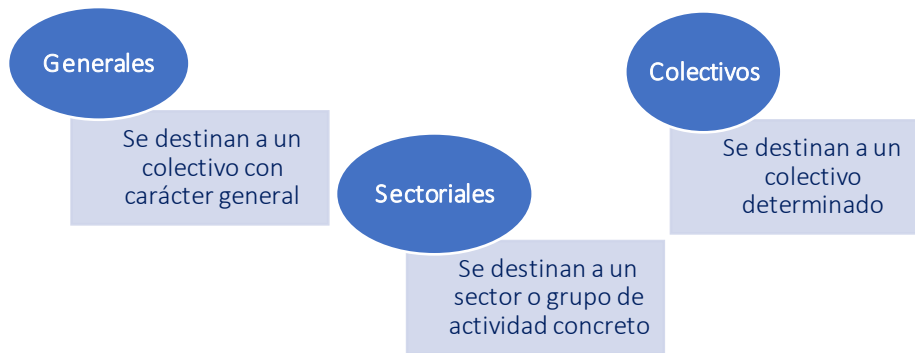 Generales
Se destinan a un
colectivo con
carácter general
Sectoriales
Se destinan a un
sector o grupo de
actividad concreto
Colectivos
Se destinan a un
colectivo
determinado